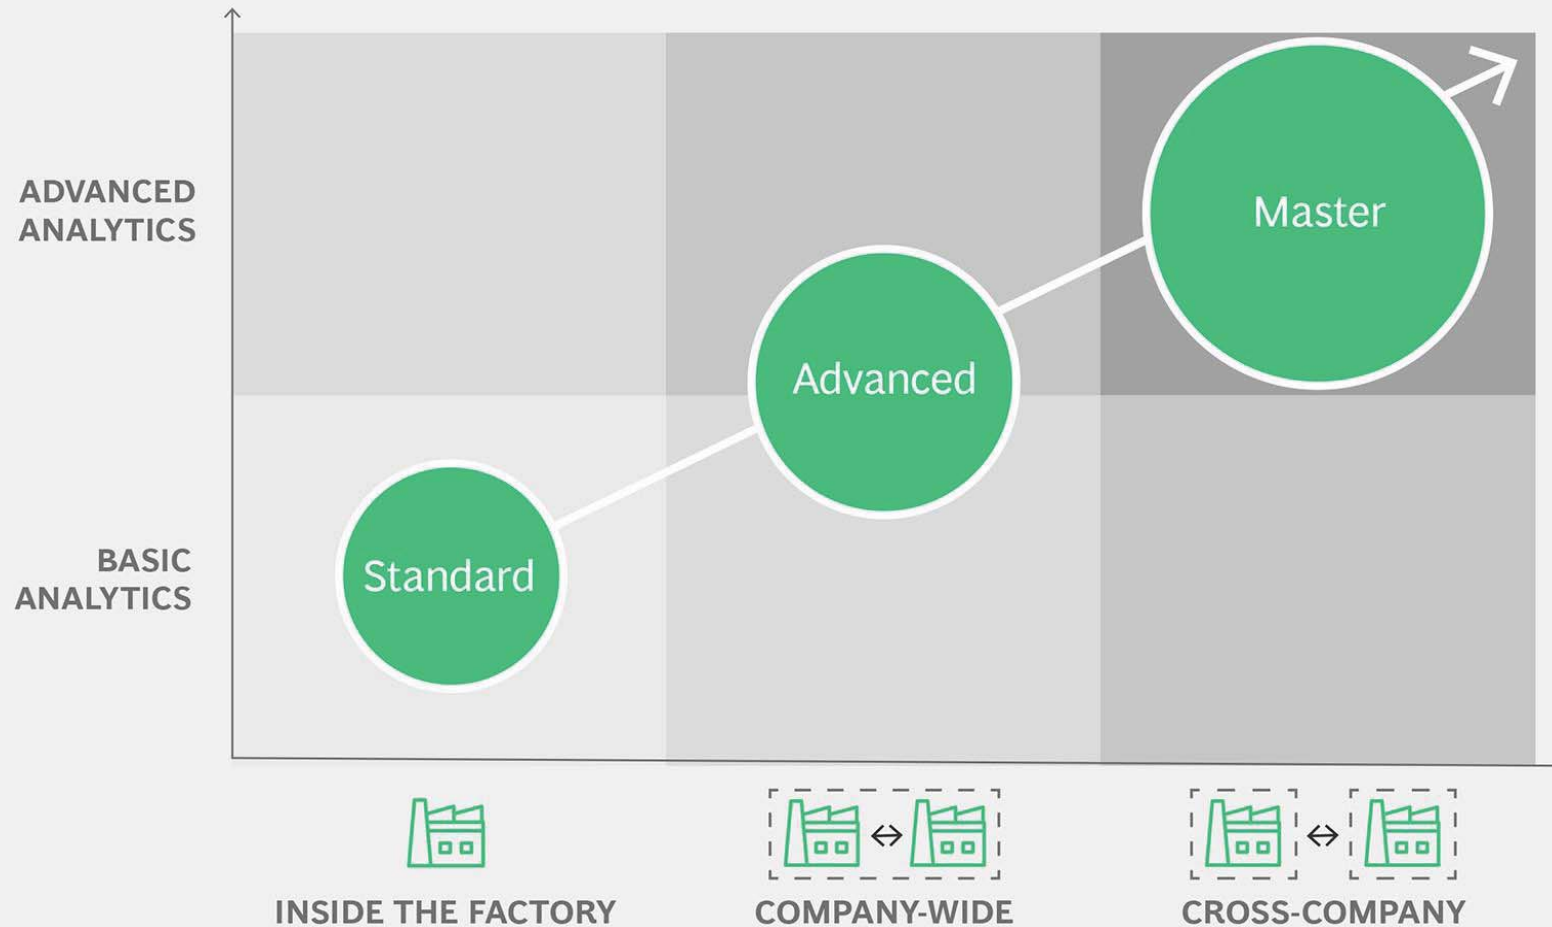 ADVANCED
ANALYTICS
Master
Advanced
BASIC
ANALYTICS
Standard
INSIDE THE FACTORY
COMPANY-WIDE
CROSS-COMPANY